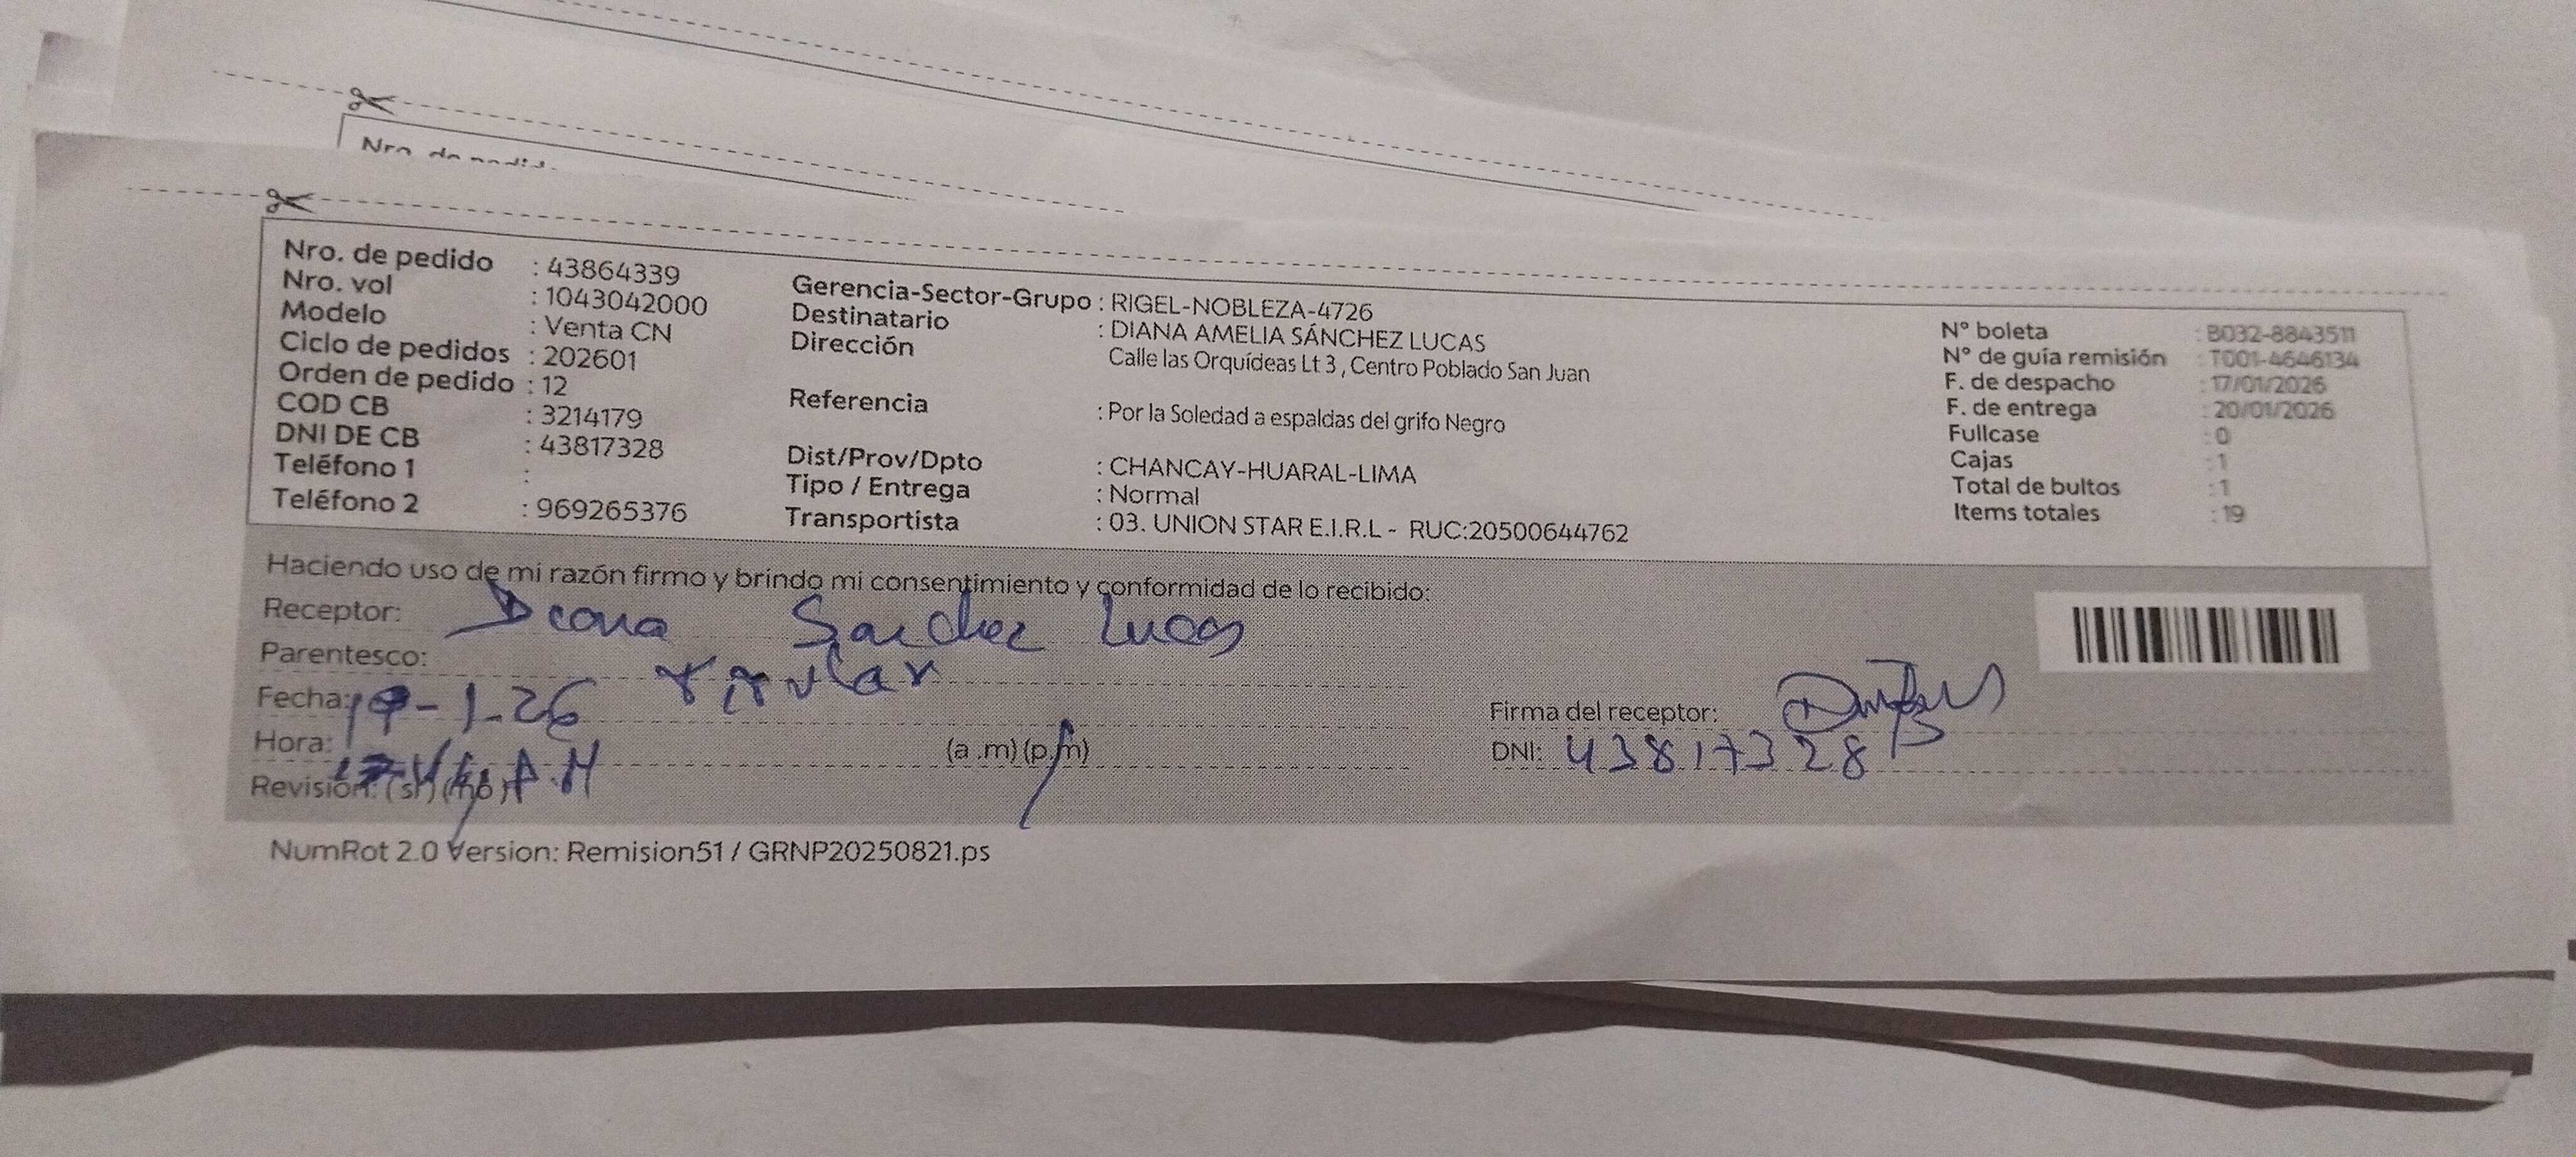 Nro. de pedid
Nro. de pedido : 43864339
Nro. vol : 1043042000
Modelo : Venta CN
Ciclo de pedidos : 202601
Orden de pedido : 12
COD CB : 3214179
DNI DE CB : 43817328
Teléfono 1 :
Teléfono 2 : 969265376
Gerencia-Sector-Grupo : RIGEL-NOBLEZA-4726
Destinatario : DIANA AMELIA SÁNCHEZ LUCAS
Dirección
Calle las Orquídeas Lt 3 , Centro Poblado San Juan
Referencia : Por la Soledad a espaldas del grifo Negro
Dist/Prov/Dpto : CHANCAY-HUARAL-LIMA
Tipo / Entrega : Normal
Transportista : 03. UNION STAR E.I.R.L - RUC:20500644762
N° boleta : B032-8843511
N° de guía remisión : T001-4646134
F. de despacho : 17/01/2026
F. de entrega : 20/01/2026
Fullcase : 0
Cajas : 1
Total de bultos : 1
Items totales : 19
Haciendo uso de mi razón firmo y brindo mi consentimiento y conformidad de lo recibido:
Receptor: Diana Sanchez Lucas
Parentesco: Titular
Fecha: 19-1-26
Hora: (a .m) (p.m)
Revisión: (si) (no)
Firma del receptor:
DNI: 43817328
NumRot 2.0 Version: Remision51 / GRNP20250821.ps